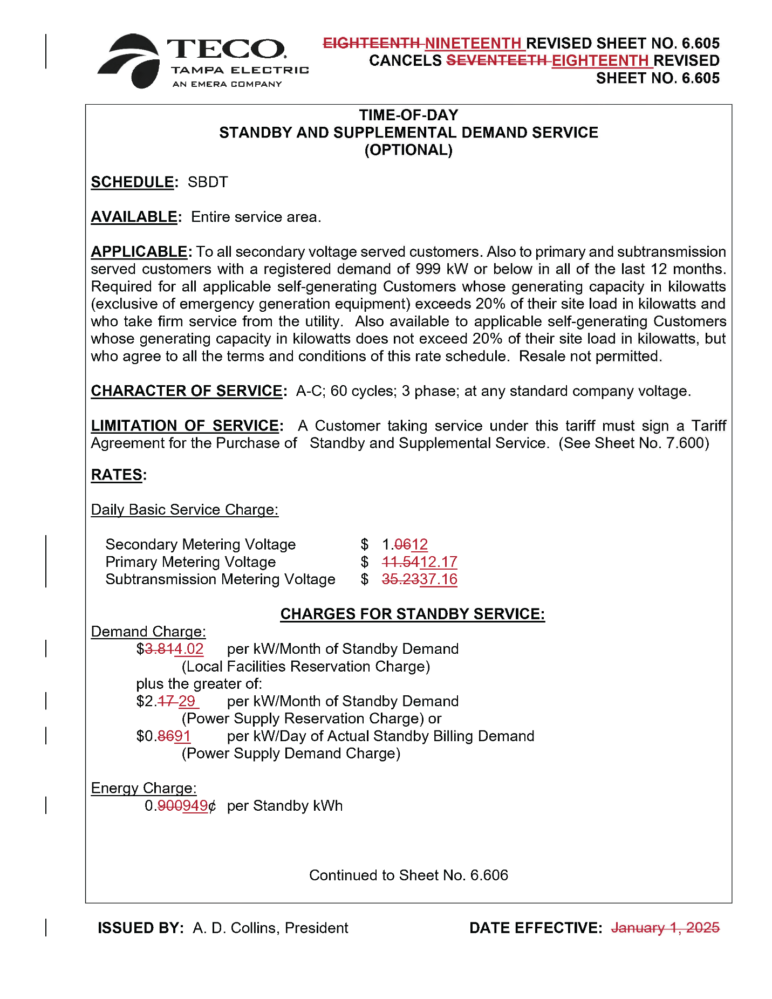 TECO.
TAMPA ELECTRIC
AN EMERA COMPANY
EIGHTEENTH NINETEENTH REVISED SHEET NO. 6.605
CANCELS SEVENTEETH EIGHTEENTH REVISED
SHEET NO. 6.605
TIME-OF-DAY
STANDBY AND SUPPLEMENTAL DEMAND SERVICE
(OPTIONAL)
SCHEDULE: SBDT
AVAILABLE: Entire service area.
APPLICABLE: To all secondary voltage served customers. Also to primary and subtransmission
served customers with a registered demand of 999 kW or below in all of the last 12 months.
Required for all applicable self-generating Customers whose generating capacity in kilowatts
(exclusive of emergency generation equipment) exceeds 20% of their site load in kilowatts and
who take firm service from the utility. Also available to applicable self-generating Customers
whose generating capacity in kilowatts does not exceed 20% of their site load in kilowatts, but
who agree to all the terms and conditions of this rate schedule. Resale not permitted.
CHARACTER OF SERVICE: A-C; 60 cycles; 3 phase; at any standard company voltage.
LIMITATION OF SERVICE: A Customer taking service under this tariff must sign a Tariff
Agreement for the Purchase of Standby and Supplemental Service. (See Sheet No. 7.600)
RATES:
Daily Basic Service Charge:
Secondary Metering Voltage $ 1.0612
Primary Metering Voltage $ 11.5412.17
Subtransmission Metering Voltage $ 35.2337.16
CHARGES FOR STANDBY SERVICE:
Demand Charge:
$3.814.02 per kW/Month of Standby Demand
(Local Facilities Reservation Charge)
plus the greater of:
$2.17 29 per kW/Month of Standby Demand
(Power Supply Reservation Charge) or
$0.8691 per kW/Day of Actual Standby Billing Demand
(Power Supply Demand Charge)
Energy Charge:
0.900949¢ per Standby kWh
Continued to Sheet No. 6.606
ISSUED BY: A. D. Collins, President DATE EFFECTIVE: January 1, 2025